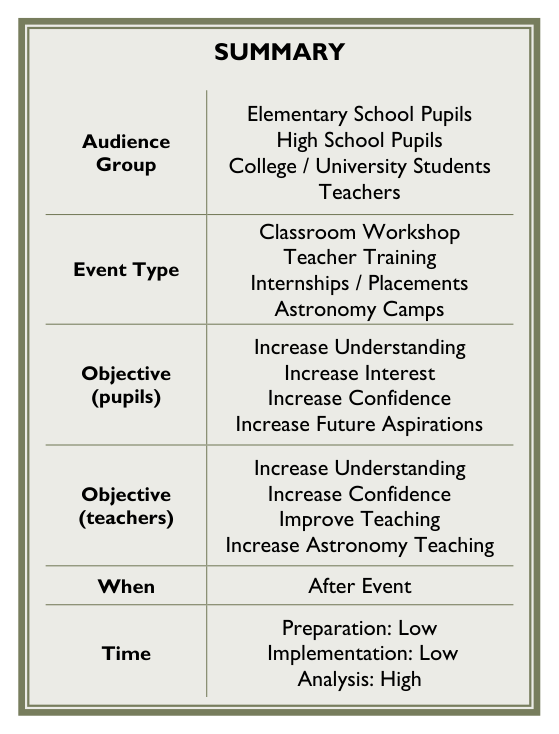 SUMMARY
Audience
Group
Elementary School Pupils
High School Pupils
College / University Students
Teachers
Event Type
Classroom Workshop
Teacher Training
Internships / Placements
Astronomy Camps
Objective
(pupils)
Increase Understanding
Increase Interest
Increase Confidence
Increase Future Aspirations
Objective
(teachers)
Increase Understanding
Increase Confidence
Improve Teaching
Increase Astronomy Teaching
When
After Event
Time
Preparation: Low
Implementation: Low
Analysis: High